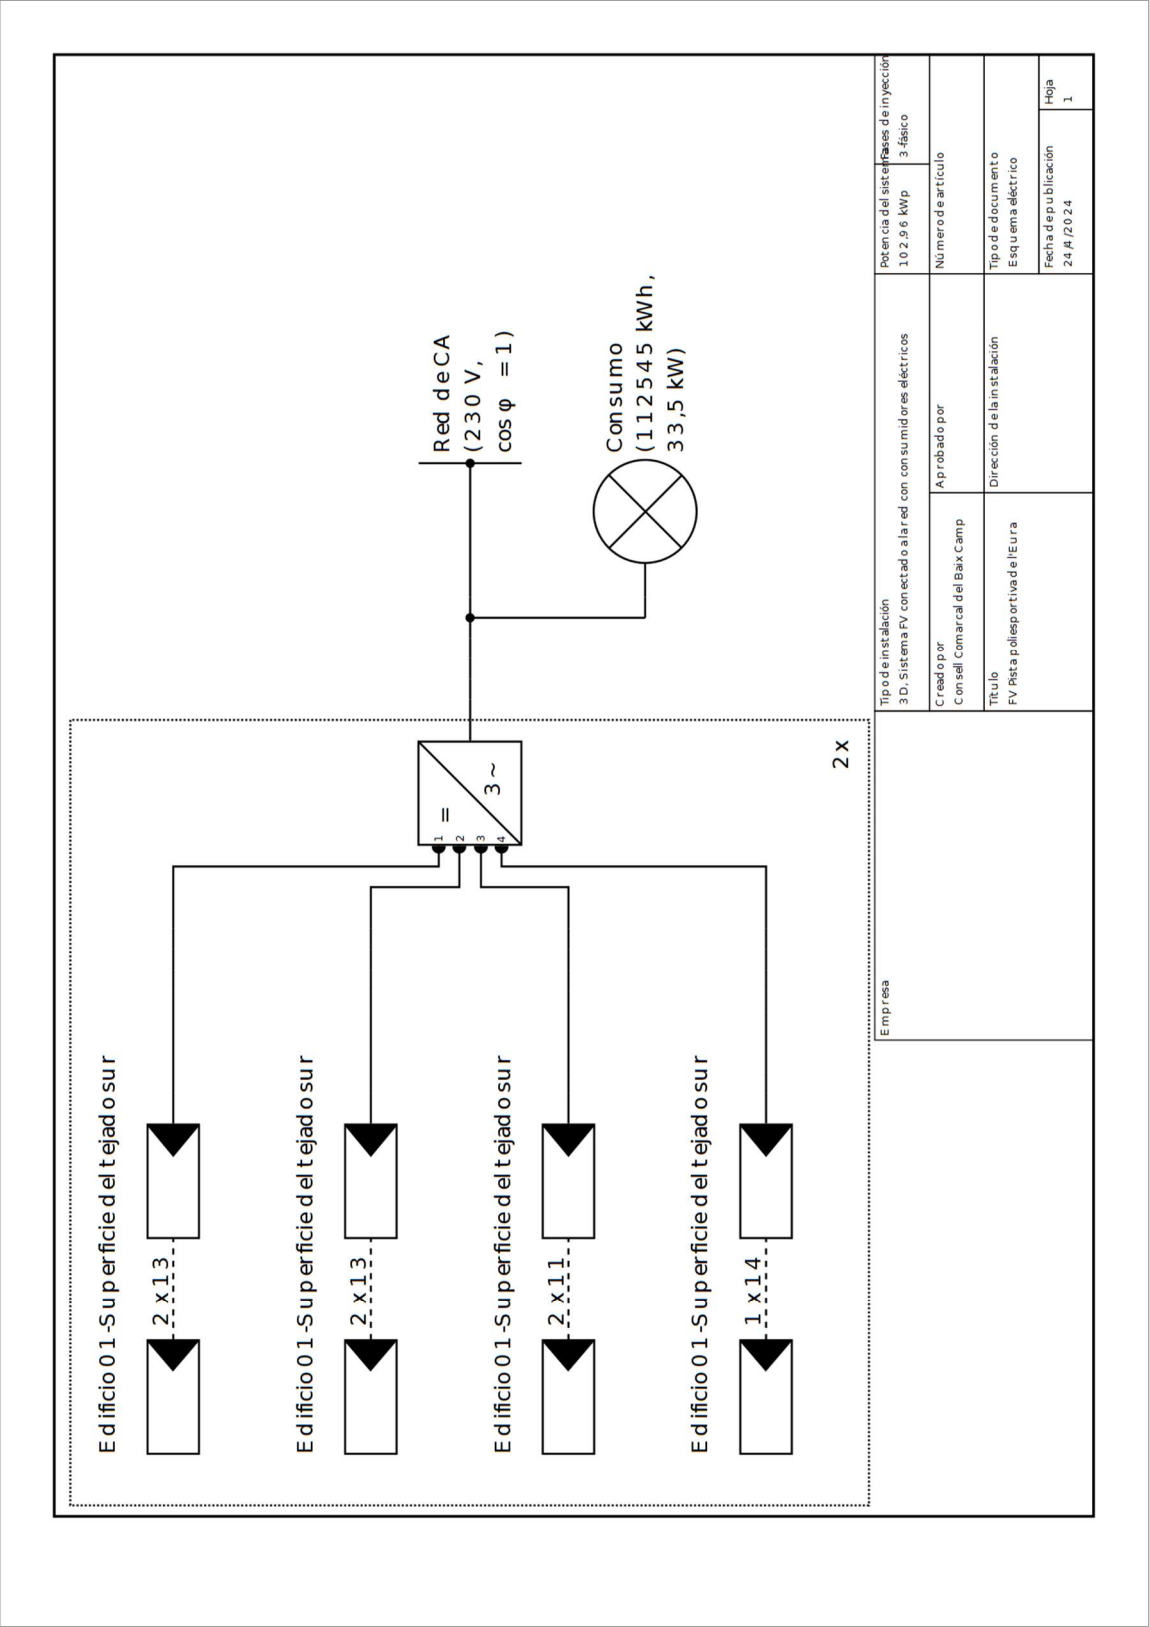 Edificio 01-Superficie del tejado sur
2 x 13
Edificio 01-Superficie del tejado sur
2 x 13
Edificio 01-Superficie del tejado sur
2 x 11
Edificio 01-Superficie del tejado sur
1 x 14
1
2
3
4
=
3 ~
2 x
Red de CA
(230 V,
cos φ = 1)
Consumo
(112545 kWh,
33,5 kW)
Empresa
Tipo de instalación
3D, Sistema FV conectado a la red con consumidores eléctricos
Creado por
Consell Comarcal del Baix Camp
Título
FV Pista poliesportiva de l'Eura
Aprobado por
Dirección de la instalación
Potencia del sistema
102,96 kWp
Fases de inyección
3-fásico
Número de artículo
Tipo de documento
Esquema eléctrico
Fecha de publicación
24/4/2024
Hoja
1